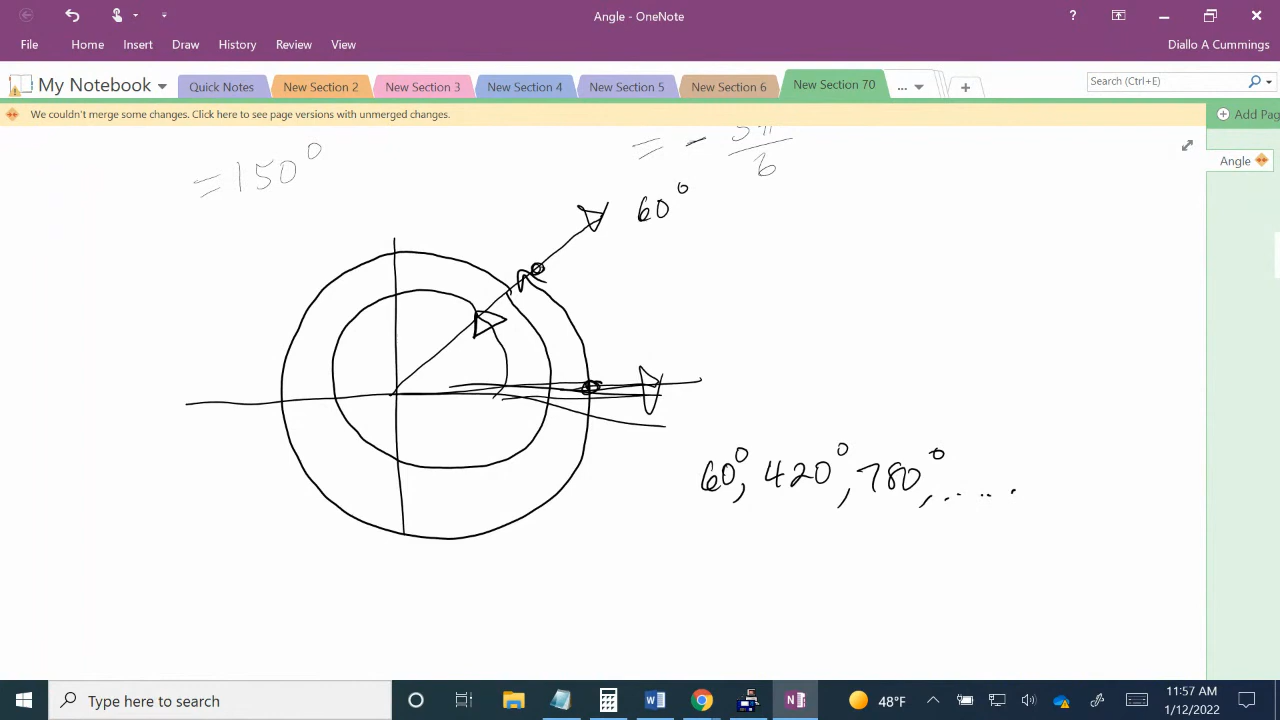 Angle - OneNote
?
File Home Insert Draw History Review View
Diallo A Cummings
My Notebook
Quick Notes
New Section 2
New Section 3
New Section 4
New Section 5
New Section 6
New Section 70
...
+
Search (Ctrl+E)
We couldn't merge some changes. Click here to see page versions with unmerged changes.
Add Pag
Angle
= 150°
= - 5π/6
60°
60°, 420°, 780°, .....
Type here to search
48°F
11:57 AM
1/12/2022